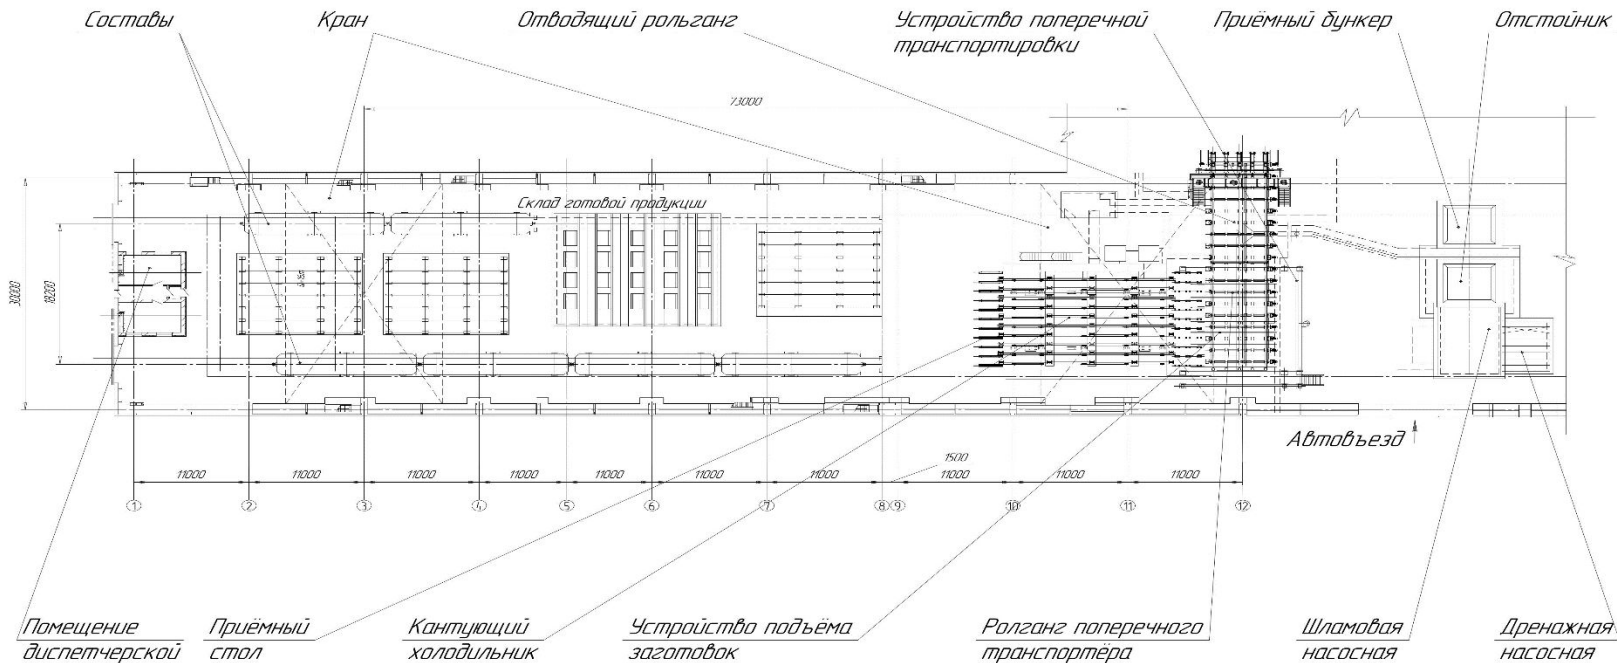 Составы
Кран
Отводящий рольганг
Устройство поперечной
транспортировки
Приёмный бункер
Отстойник
73000
Склад готовой продукции
30000
18200
Автовъезд
1500
11000
11000
11000
11000
11000
11000
11000
11000
11000
11000
1
2
3
4
5
6
7
8
9
10
11
12
Помещение
диспетчерской
Приёмный
стол
Кантующий
холодильник
Устройство подъёма
заготовок
Ролганг поперечного
транспортёра
Шламовая
насосная
Дренажная
насосная